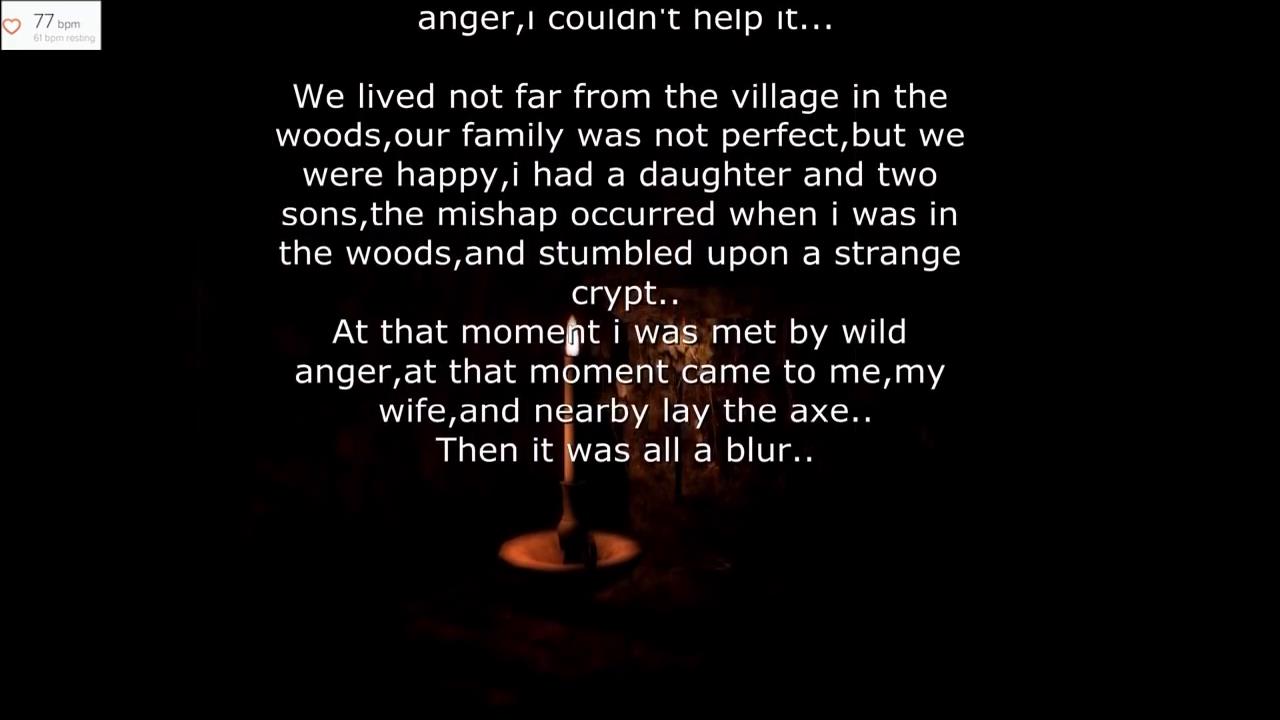 77 bpm
61 bpm resting
anger,i couldn't help it...
We lived not far from the village in the
woods,our family was not perfect,but we
were happy,i had a daughter and two
sons,the mishap occurred when i was in
the woods,and stumbled upon a strange
crypt..
At that moment i was met by wild
anger,at that moment came to me,my
wife,and nearby lay the axe..
Then it was all a blur..